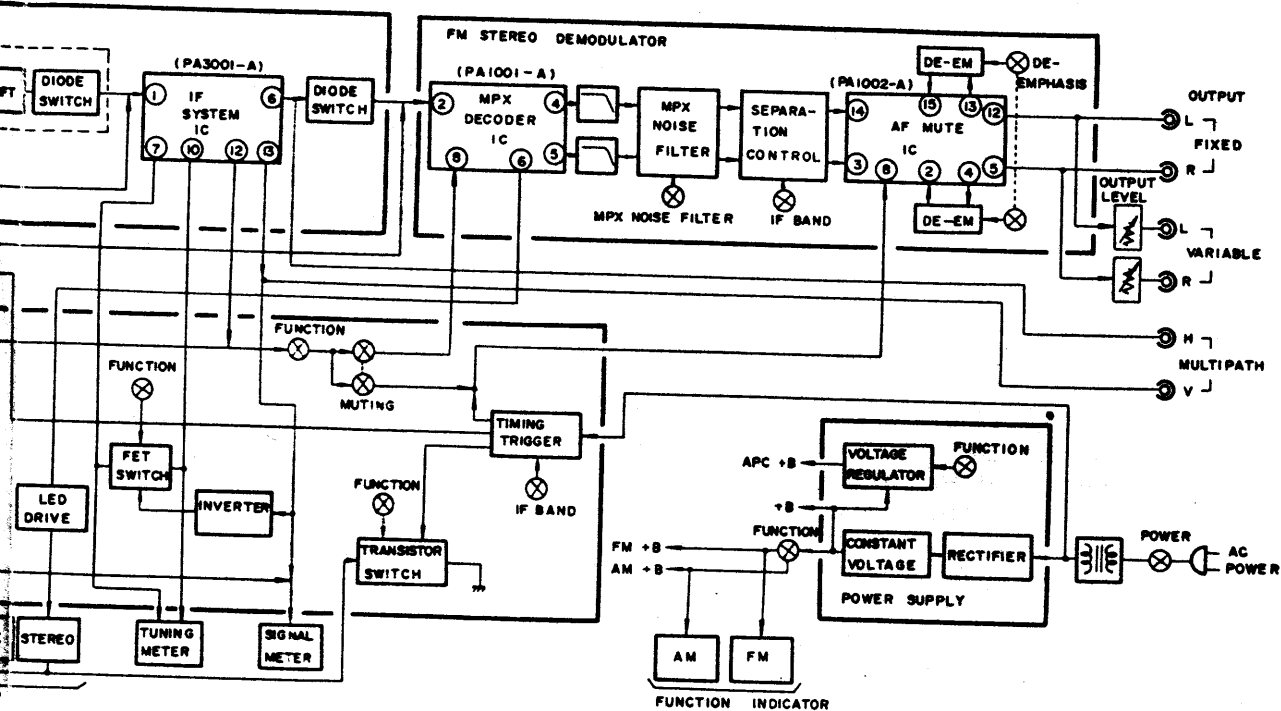 FM STEREO DEMODULATOR
(PA3001-A)
(PA1001-A)
(PA1002-A)
FT
DIODE
SWITCH
1
IF
SYSTEM
IC
6
7
10
12
13
DIODE
SWITCH
2
MPX
DECODER
IC
4
5
8
6
MPX
NOISE
FILTER
MPX NOISE FILTER
SEPARA-
TION
CONTROL
IF BAND
DE-EM
DE-
EMPHASIS
14
15
13
12
AF MUTE
IC
3
8
2
4
5
DE-EM
OUTPUT
L
FIXED
R
OUTPUT
LEVEL
L
VARIABLE
R
H
MULTIPATH
V
FUNCTION
FUNCTION
MUTING
TIMING
TRIGGER
IF BAND
FET
SWITCH
LED
DRIVE
INVERTER
FUNCTION
TRANSISTOR
SWITCH
STEREO
TUNING
METER
SIGNAL
METER
APC +B
VOLTAGE
REGULATOR
FUNCTION
+B
FUNCTION
FM +B
AM +B
CONSTANT
VOLTAGE
RECTIFIER
POWER SUPPLY
POWER
AC
POWER
AM
FM
FUNCTION INDICATOR